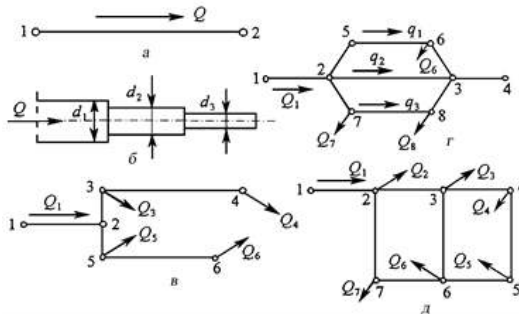 Q
1 2
а
Q d₁ d₂ d₃
б
5 q₁ 6
1 2 q₂ Q₆ 3 4
Q₁ q₃
Q₇ 7 Q₈ 8
г
3 4
Q₁ Q₃ Q₄
1 2
Q₅ Q₆
5 6
в
Q₁ Q₂ Q₃
1 2 3
Q₄
Q₆ Q₅
Q₇ 7 6 5
д